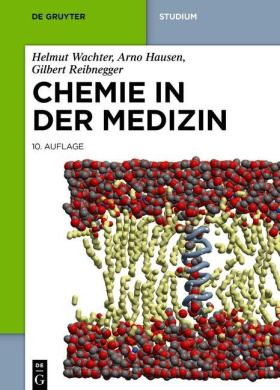 DE GRUYTER
STUDIUM
Helmut Wachter, Arno Hausen,
Gilbert Reibnegger
CHEMIE IN
DER MEDIZIN
10. AUFLAGE
DE
G